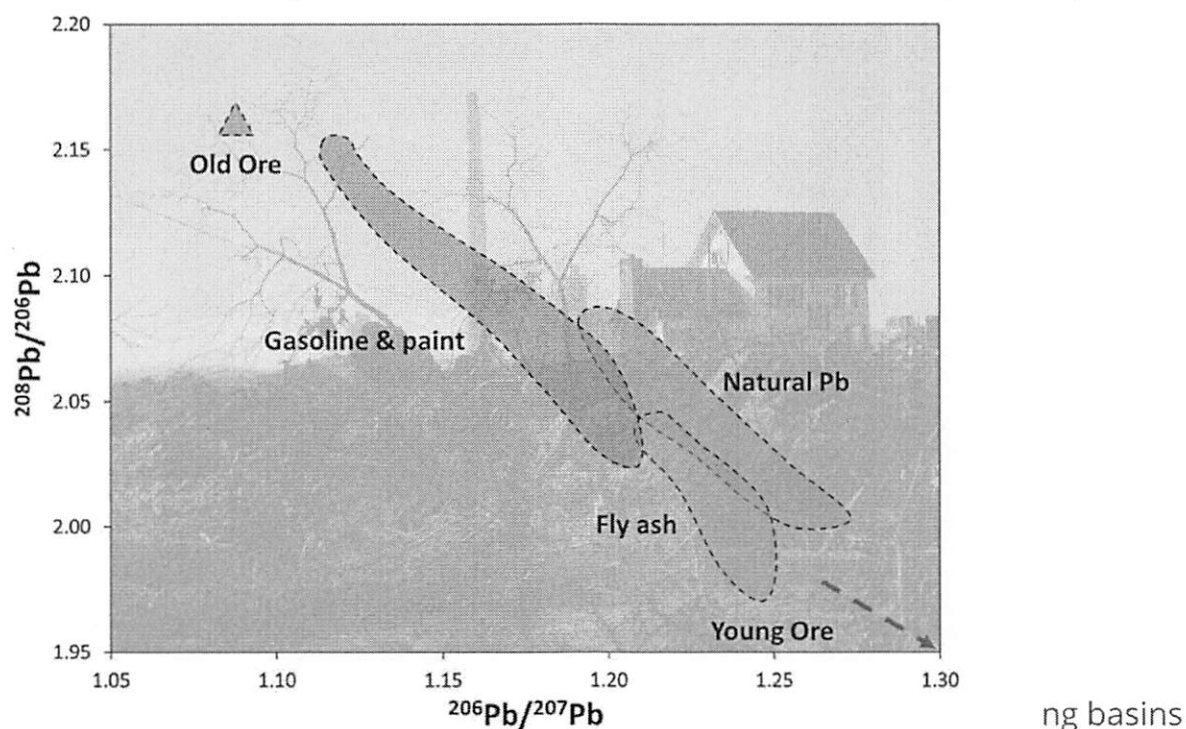 2.20
2.15
Old Ore
2.10
208Pb/206Pb
Gasoline & paint
Natural Pb
2.05
2.00
Fly ash
Young Ore
1.95
1.05 1.10 1.15 1.20 1.25 1.30
206Pb/207Pb
ng basins